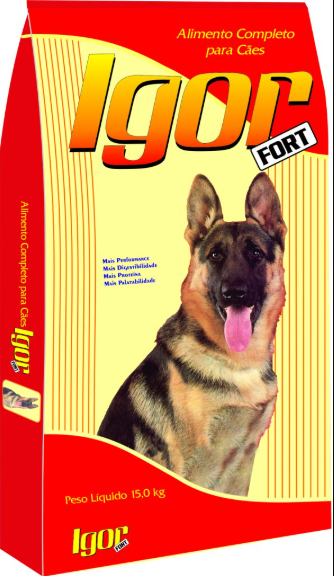 Alimento Completo
para Cães
Igor
FORT
Mais Performance
Mais Digestibilidade
Mais Proteína
Mais Palatabilidade
Peso Líquido 15,0 kg
Igor
FORT
Alimento Completo para Cães
Igor
FORT